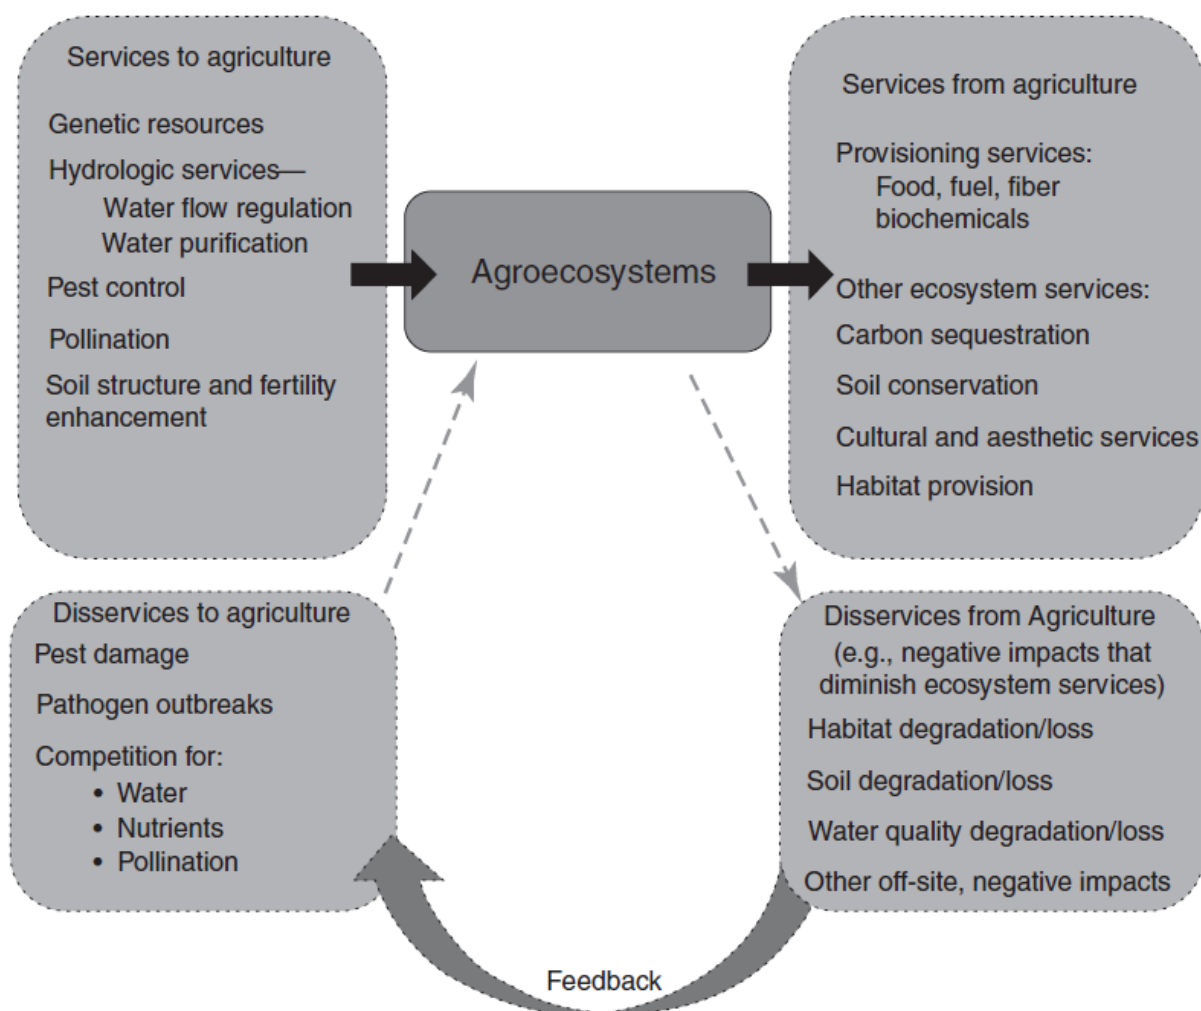 Services to agriculture
Genetic resources
Hydrologic services—
Water flow regulation
Water purification
Pest control
Pollination
Soil structure and fertility
enhancement
Agroecosystems
Services from agriculture
Provisioning services:
Food, fuel, fiber
biochemicals
Other ecosystem services:
Carbon sequestration
Soil conservation
Cultural and aesthetic services
Habitat provision
Disservices to agriculture
Pest damage
Pathogen outbreaks
Competition for:
• Water
• Nutrients
• Pollination
Disservices from Agriculture
(e.g., negative impacts that
diminish ecosystem services)
Habitat degradation/loss
Soil degradation/loss
Water quality degradation/loss
Other off-site, negative impacts
Feedback